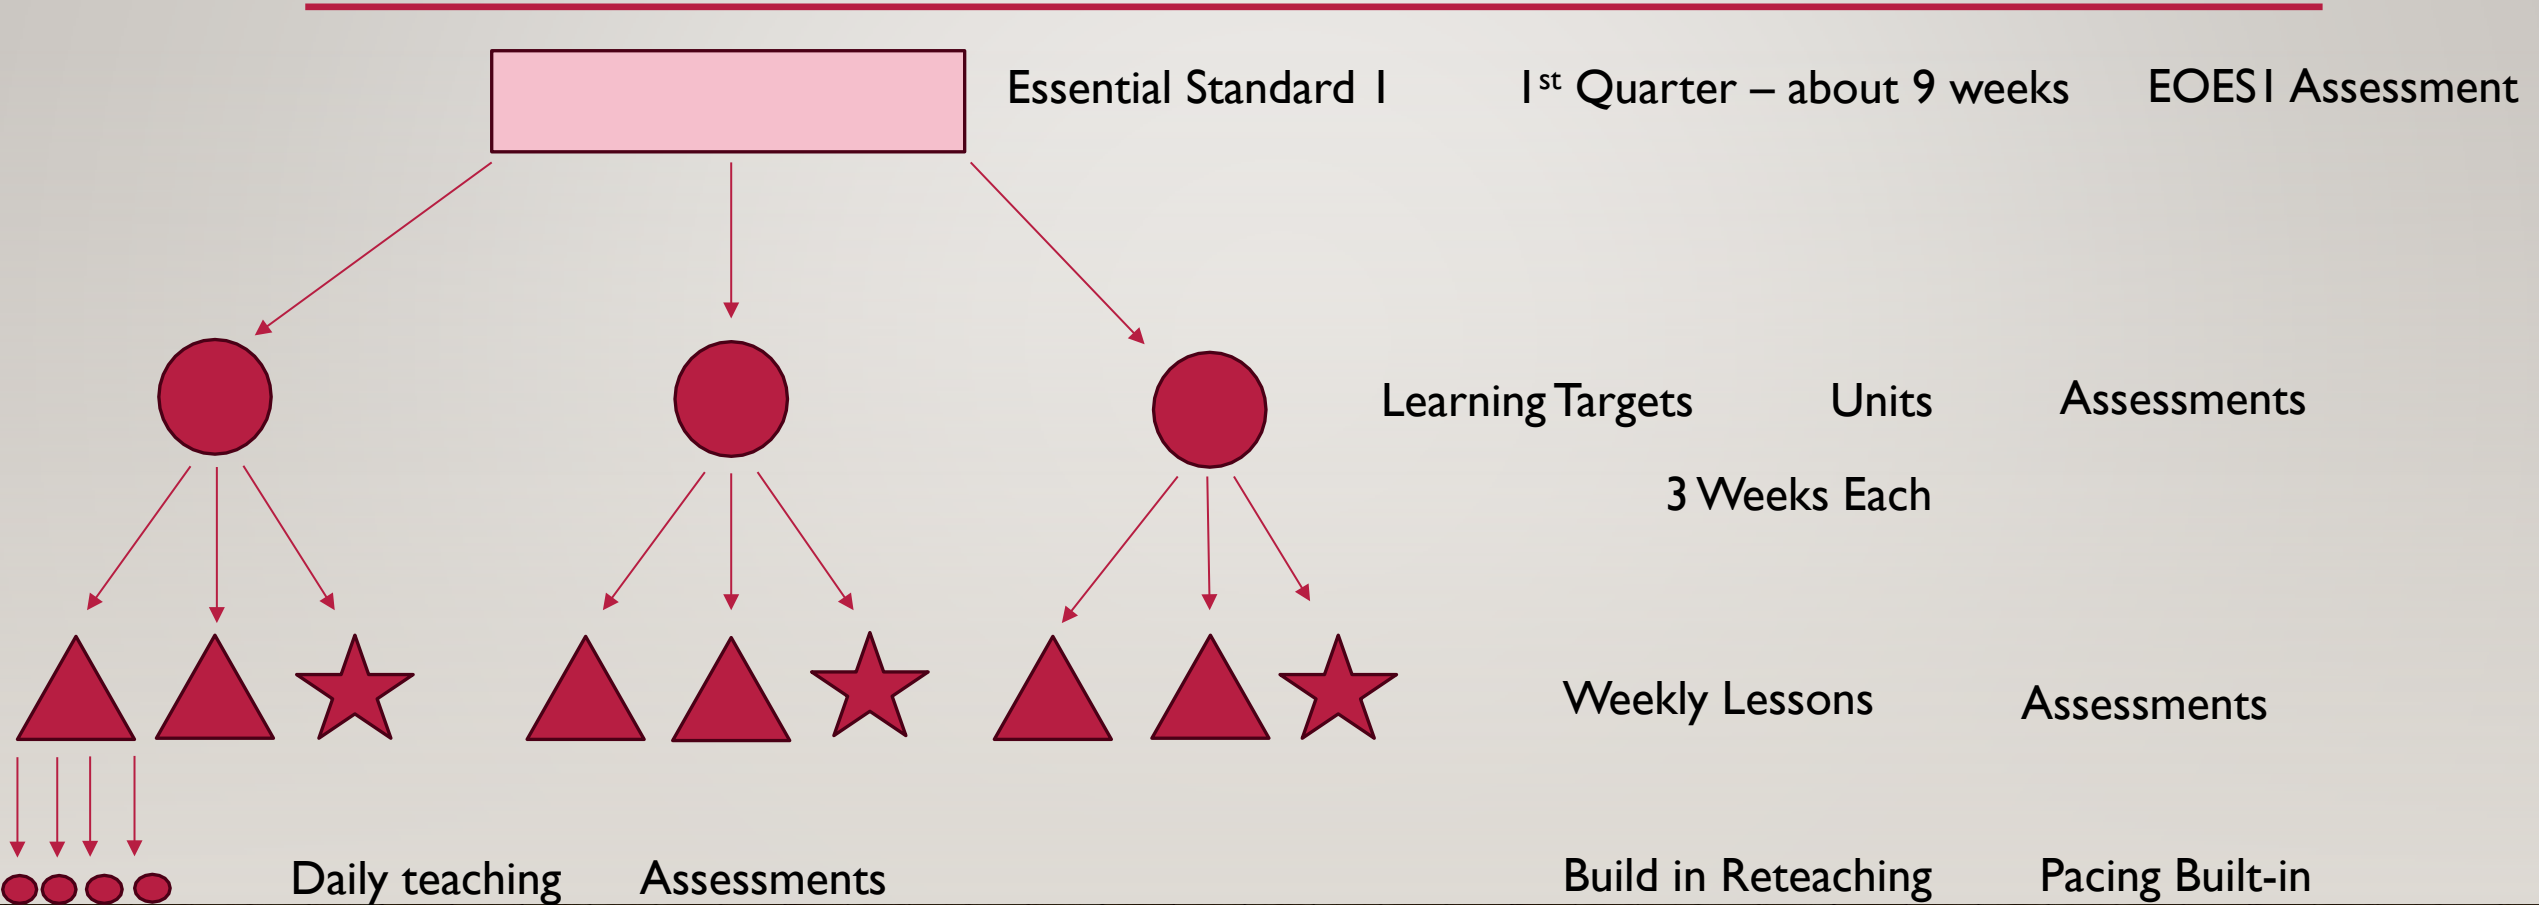 Essential Standard 1 1st Quarter – about 9 weeks EOES1 Assessment
Learning Targets Units Assessments
3 Weeks Each
Weekly Lessons Assessments
Daily teaching Assessments Build in Reteaching Pacing Built-in